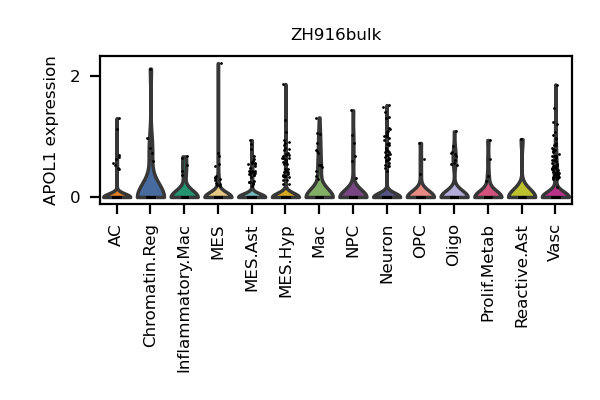 ZH916bulk
APOL1 expression
2
0
AC
Chromatin.Reg
Inflammatory.Mac
MES
MES.Ast
MES.Hyp
Mac
NPC
Neuron
OPC
Oligo
Prolif.Metab
Reactive.Ast
Vasc